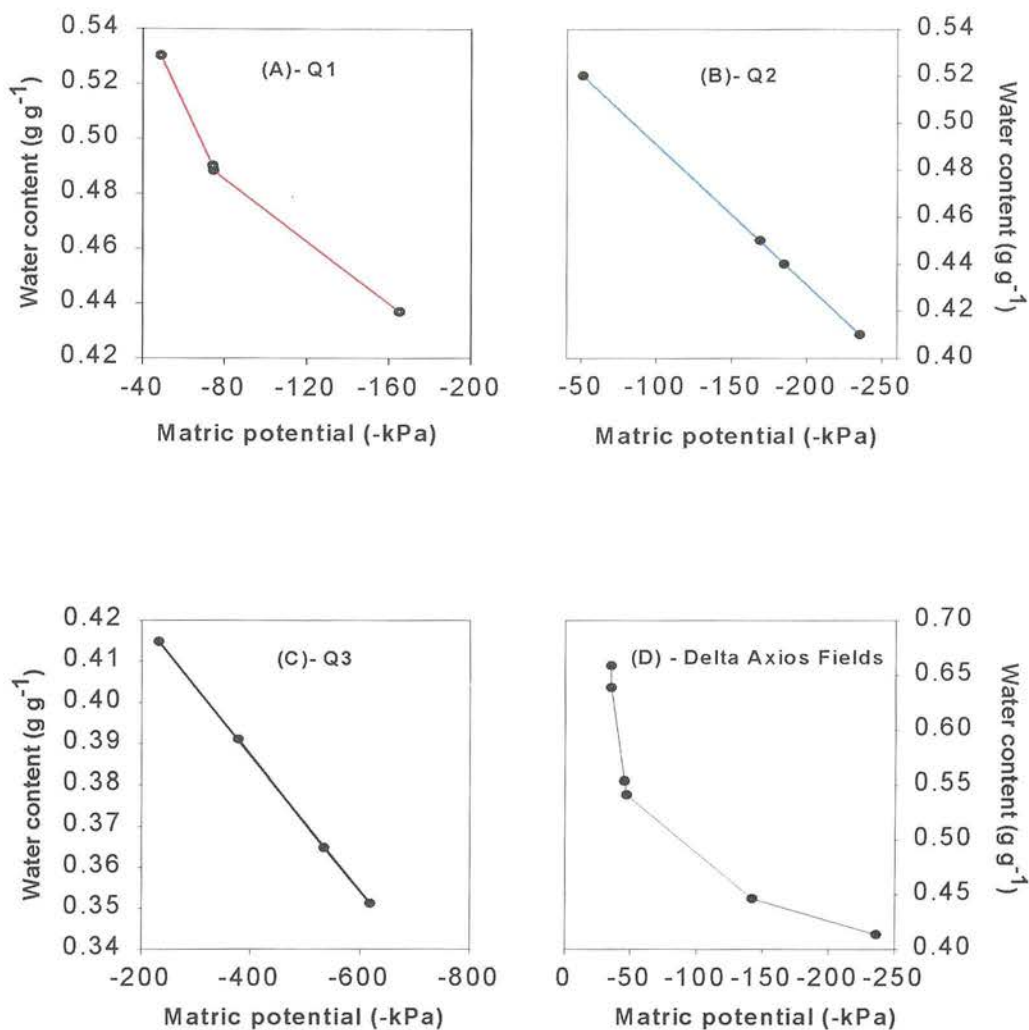 0.54
0.52
0.50
0.48
0.46
0.44
0.42
Water content (g g⁻¹)
(A)- Q1
-40 -80 -120 -160 -200
Matric potential (-kPa)
(B)- Q2
0.54
0.52
0.50
0.48
0.46
0.44
0.42
0.40
Water content (g g⁻¹)
-50 -100 -150 -200 -250
Matric potential (-kPa)
0.42
0.41
0.40
0.39
0.38
0.37
0.36
0.35
0.34
Water content (g g⁻¹)
(C)- Q3
-200 -400 -600 -800
Matric potential (-kPa)
(D) - Delta Axios Fields
0.70
0.65
0.60
0.55
0.50
0.45
0.40
Water content (g g⁻¹)
0 -50 -100 -150 -200 -250
Matric potential (-kPa)